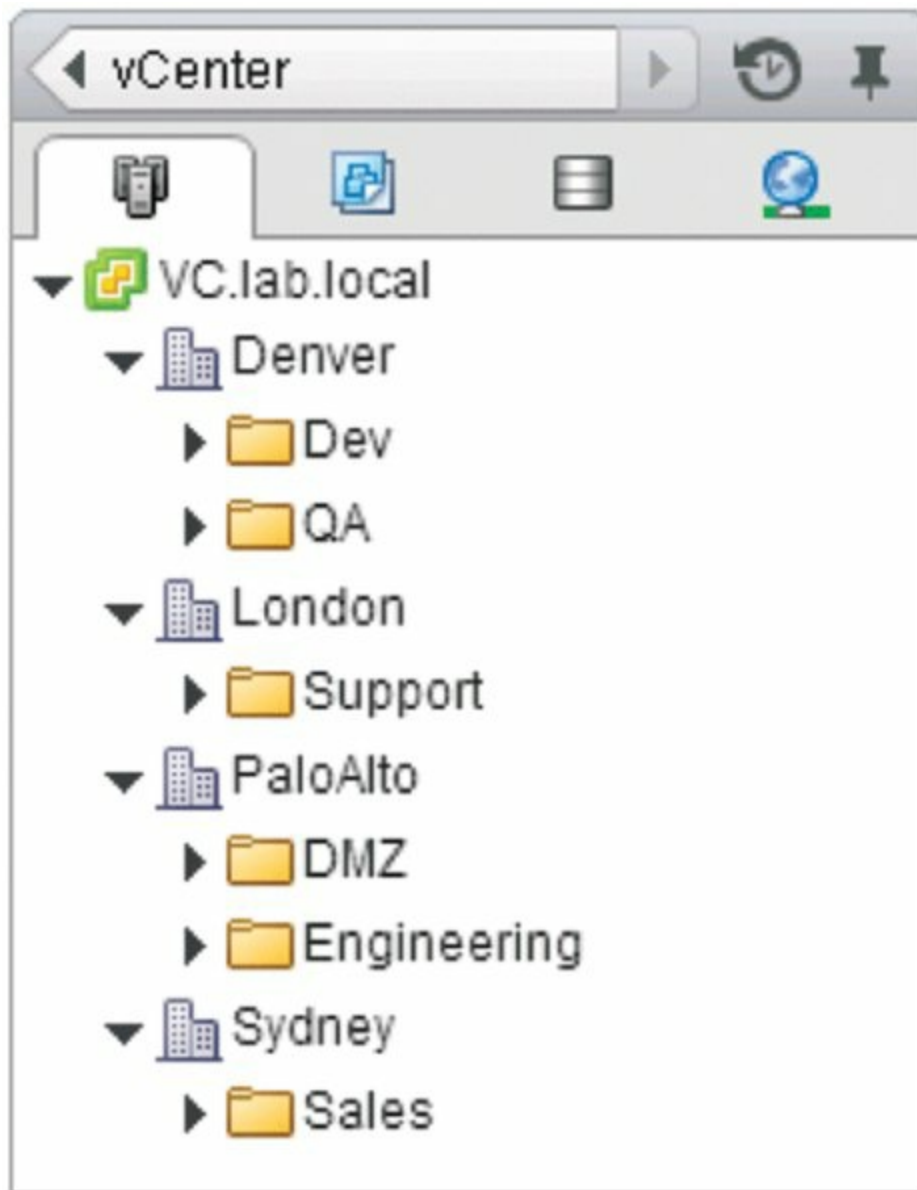 vCenter
VC.lab.local
Denver
Dev
QA
London
Support
PaloAlto
DMZ
Engineering
Sydney
Sales